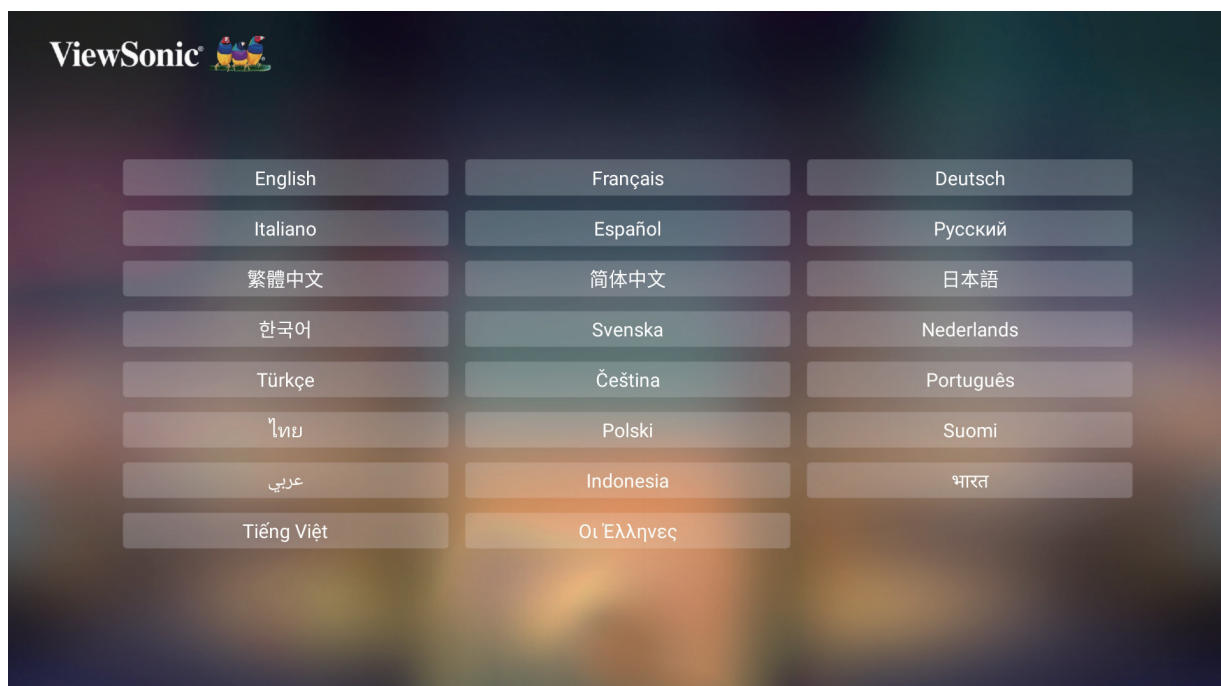 ViewSonic®
English Français Deutsch
Italiano Español Русский
繁體中文 简体中文 日本語
한국어 Svenska Nederlands
Türkçe Čeština Português
ไทย Polski Suomi
عربي Indonesia भारत
Tiếng Việt Οι Έλληνες